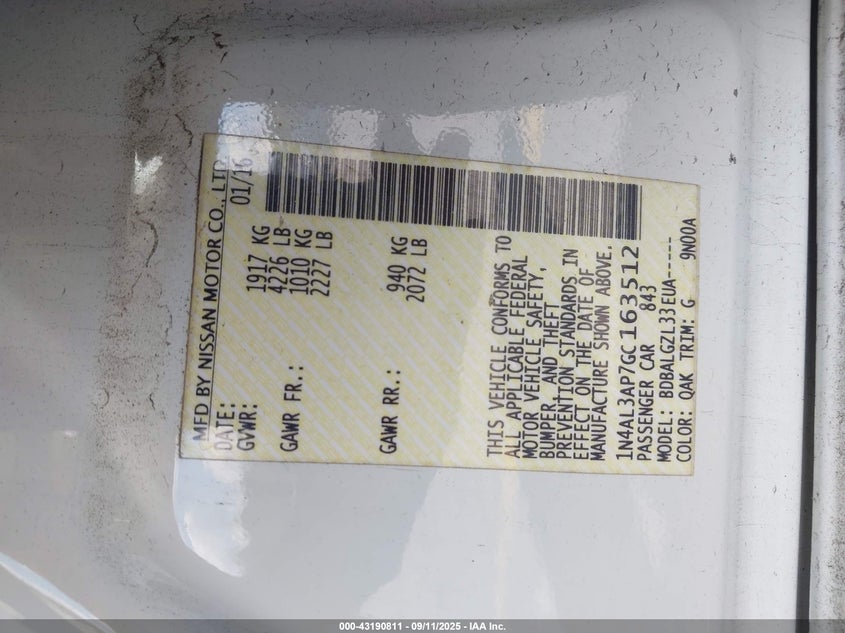 MFD BY NISSAN MOTOR CO., LTD
DATE: 01/16
GVWR: 1917 KG
4226 LB
GAWR FR.: 1010 KG
2227 LB
GAWR RR.: 940 KG
2072 LB
THIS VEHICLE CONFORMS TO
ALL APPLICABLE FEDERAL
MOTOR VEHICLE SAFETY,
BUMPER, AND THEFT
PREVENTION STANDARDS IN
EFFECT ON THE DATE OF
MANUFACTURE SHOWN ABOVE.
1N4AL3AP7GC163512
PASSENGER CAR 843
MODEL: BDBALGZL33EUA-----
COLOR: QAK TRIM: G 9N00A
000-43190811 - 09/11/2025 - IAA Inc.